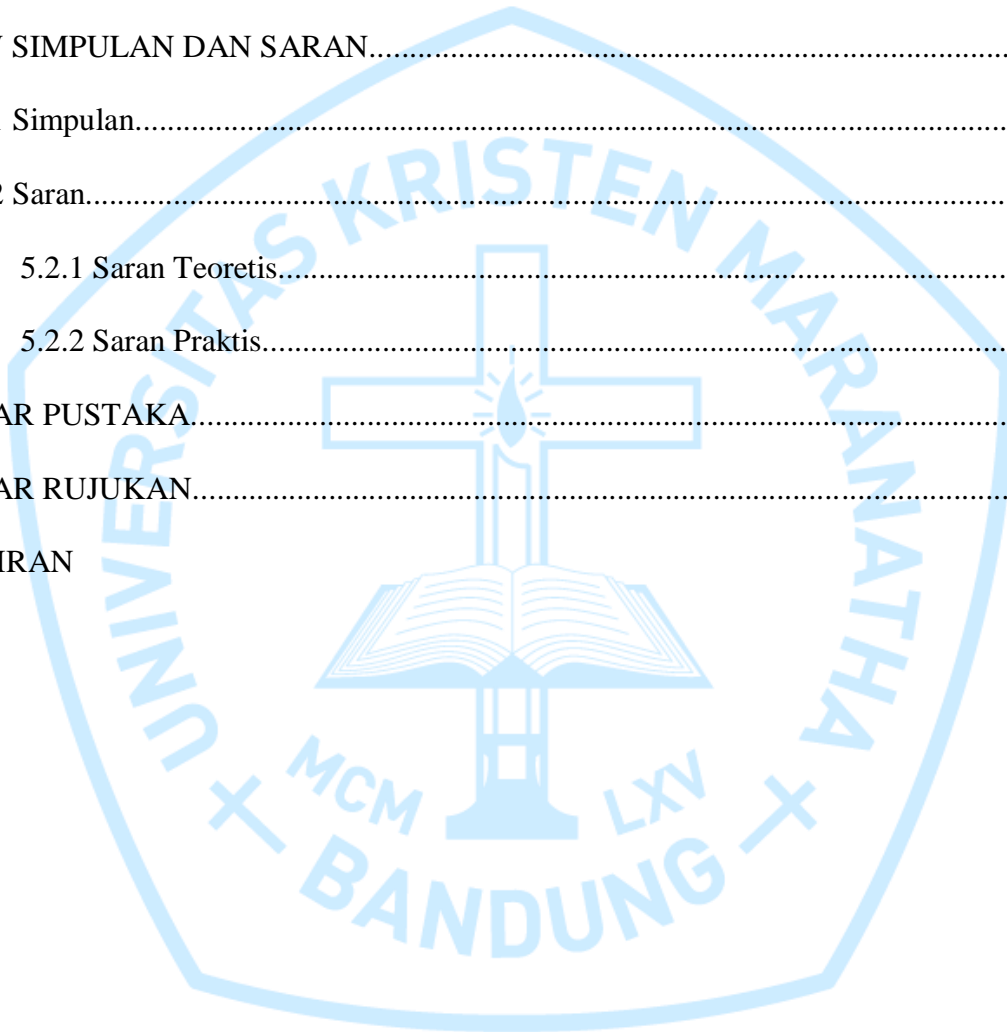 V SIMPULAN DAN SARAN
1 Simpulan
2 Saran
5.2.1 Saran Teoretis
5.2.2 Saran Praktis
AR PUSTAKA
AR RUJUKAN
IRAN
UNIVERSITAS KRISTEN MARANATHA
MCM LXV
BANDUNG